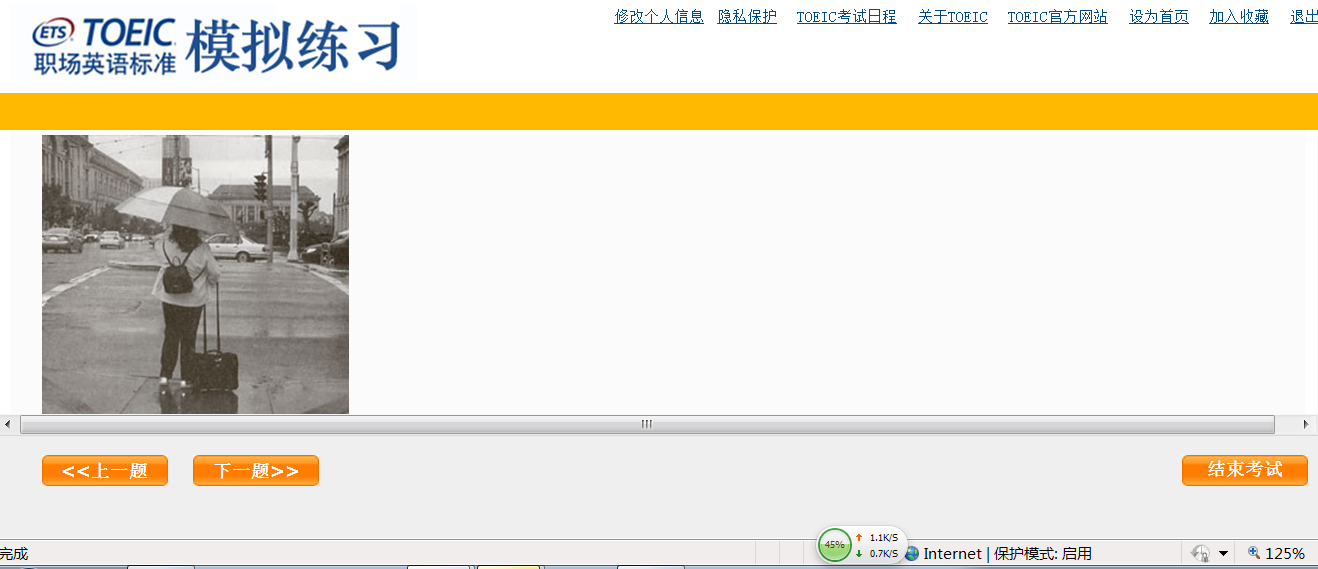 ETS TOEIC
职场英语标准
模拟练习
修改个人信息 隐私保护 TOEIC考试日程 关于TOEIC TOEIC官方网站 设为首页 加入收藏 退出
<<上一题 下一题>> 结束考试
完成 45% 1.1K/S 0.7K/S Internet | 保护模式: 启用 125%